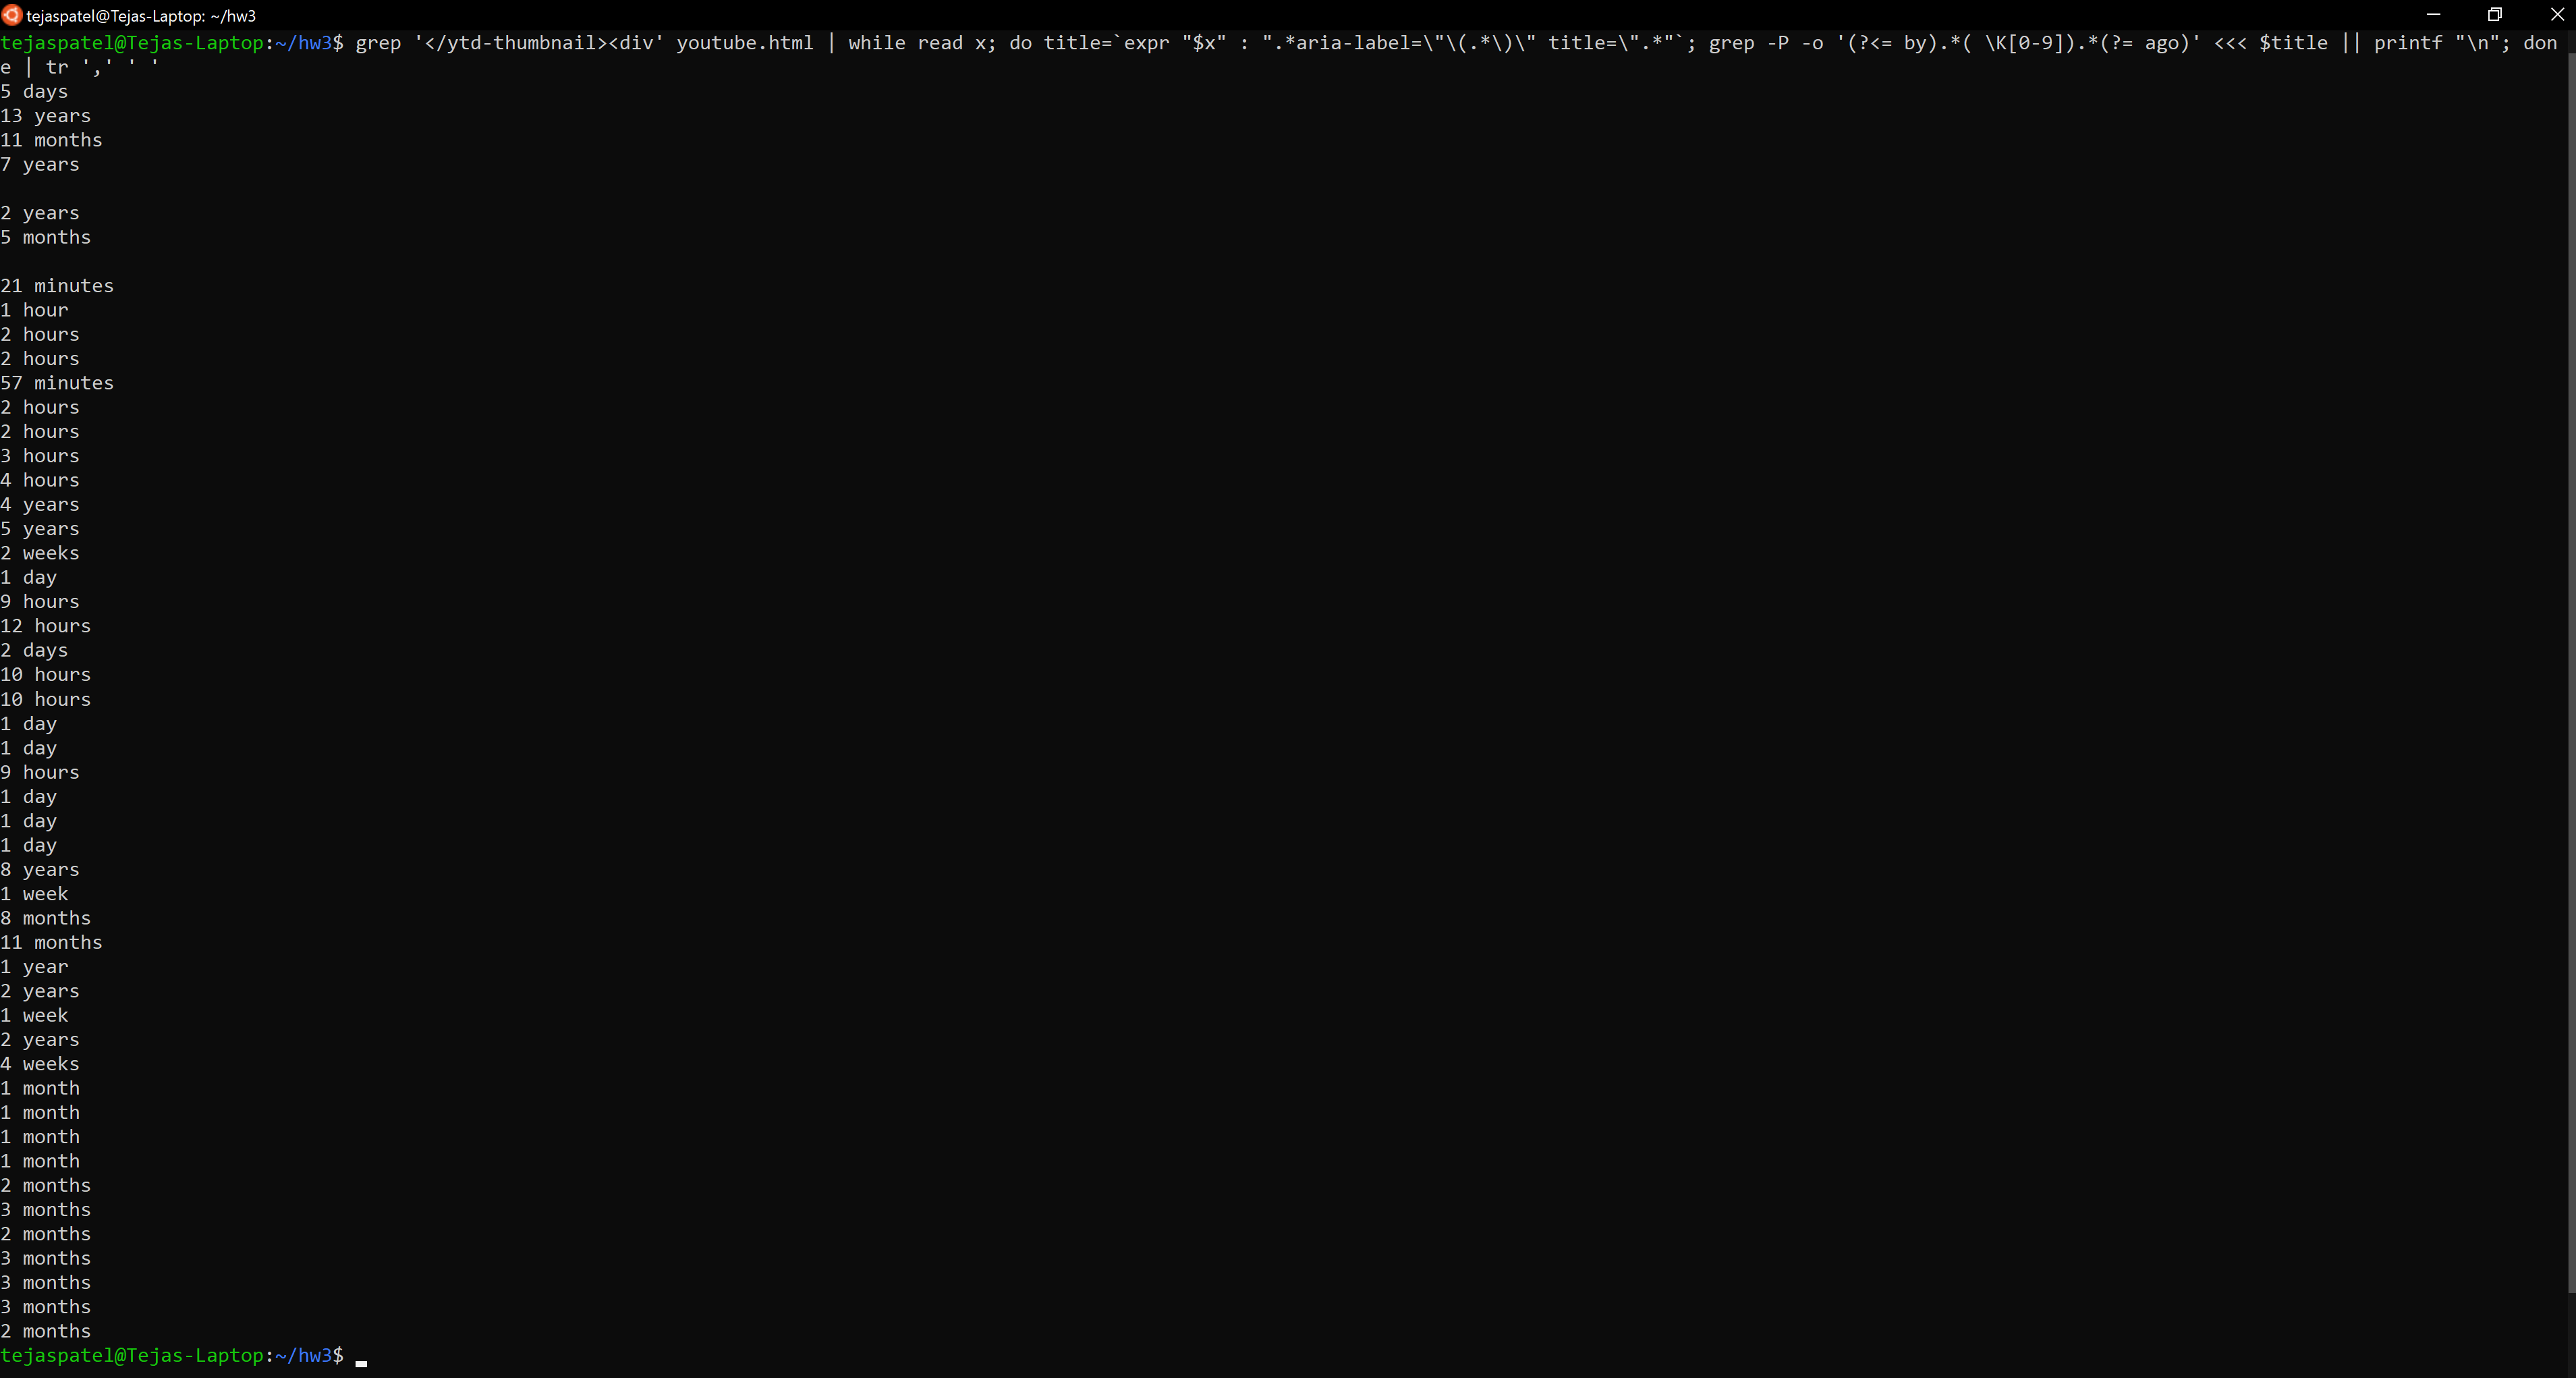 tejaspatel@Tejas-Laptop: ~/hw3
tejaspatel@Tejas-Laptop:~/hw3$ grep '</ytd-thumbnail><div' youtube.html | while read x; do title=`expr "$x" : ".*aria-label=\"\(.*\)\" title=\".*"`; grep -P -o '(?<= by).*( \K[0-9]).*(?= ago)' <<< $title || printf "\n"; don
e | tr ',' ' '
5 days
13 years
11 months
7 years

2 years
5 months

21 minutes
1 hour
2 hours
2 hours
57 minutes
2 hours
2 hours
3 hours
4 hours
4 years
5 years
2 weeks
1 day
9 hours
12 hours
2 days
10 hours
10 hours
1 day
1 day
9 hours
1 day
1 day
1 day
8 years
1 week
8 months
11 months
1 year
2 years
1 week
2 years
4 weeks
1 month
1 month
1 month
1 month
2 months
3 months
2 months
3 months
3 months
3 months
2 months
tejaspatel@Tejas-Laptop:~/hw3$